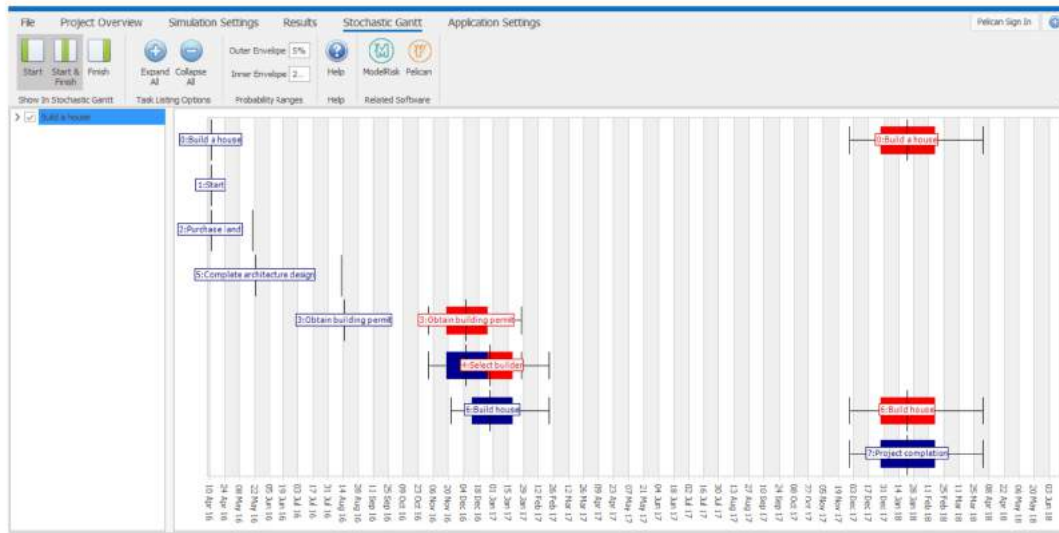 File Project Overview Simulation Settings Results Stochastic Gantt Application Settings Pelican Sign In
Start Start & Finish Finish Expand All Collapse All Outer Envelope 5% Help ModelRisk Pelican
Inner Envelope 2...
Show In Stochastic Gantt Task Listing Options Probability Ranges Help Related Software
Build a house
0:Build a house 0:Build a house
1:Start
2:Purchase land
5:Complete architecture design
3:Obtain building permit 3:Obtain building permit
4:Select builder
6:Build house 6:Build house
7:Project completion
10 Apr 16
24 Apr 16
08 May 16
22 May 16
05 Jun 16
19 Jun 16
03 Jul 16
17 Jul 16
31 Jul 16
14 Aug 16
28 Aug 16
11 Sep 16
25 Sep 16
09 Oct 16
23 Oct 16
06 Nov 16
20 Nov 16
04 Dec 16
18 Dec 16
01 Jan 17
15 Jan 17
29 Jan 17
12 Feb 17
26 Feb 17
12 Mar 17
26 Mar 17
09 Apr 17
23 Apr 17
07 May 17
21 May 17
04 Jun 17
18 Jun 17
02 Jul 17
16 Jul 17
30 Jul 17
13 Aug 17
27 Aug 17
10 Sep 17
24 Sep 17
08 Oct 17
22 Oct 17
05 Nov 17
19 Nov 17
03 Dec 17
17 Dec 17
31 Dec 17
14 Jan 18
28 Jan 18
11 Feb 18
25 Feb 18
11 Mar 18
25 Mar 18
08 Apr 18
22 Apr 18
06 May 18
20 May 18
03 Jun 18